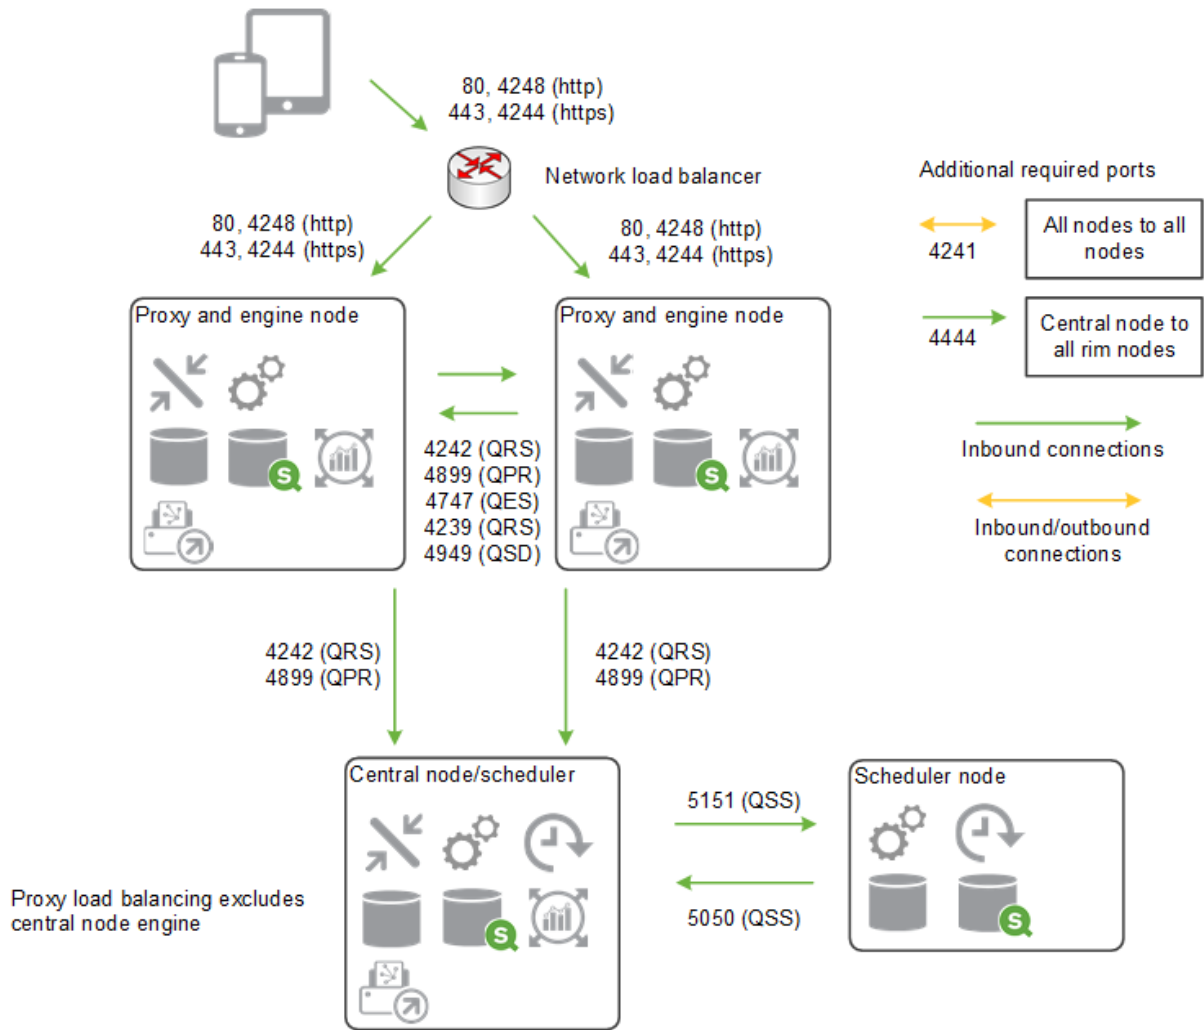 80, 4248 (http)
443, 4244 (https)
Network load balancer
Additional required ports
80, 4248 (http)
443, 4244 (https)
80, 4248 (http)
443, 4244 (https)
4241
All nodes to all
nodes
4444
Central node to
all rim nodes
Inbound connections
Inbound/outbound
connections
Proxy and engine node
S
4242 (QRS)
4899 (QPR)
4747 (QES)
4239 (QRS)
4949 (QSD)
Proxy and engine node
S
4242 (QRS)
4899 (QPR)
4242 (QRS)
4899 (QPR)
Central node/scheduler
S
5151 (QSS)
5050 (QSS)
Scheduler node
S
Proxy load balancing excludes
central node engine